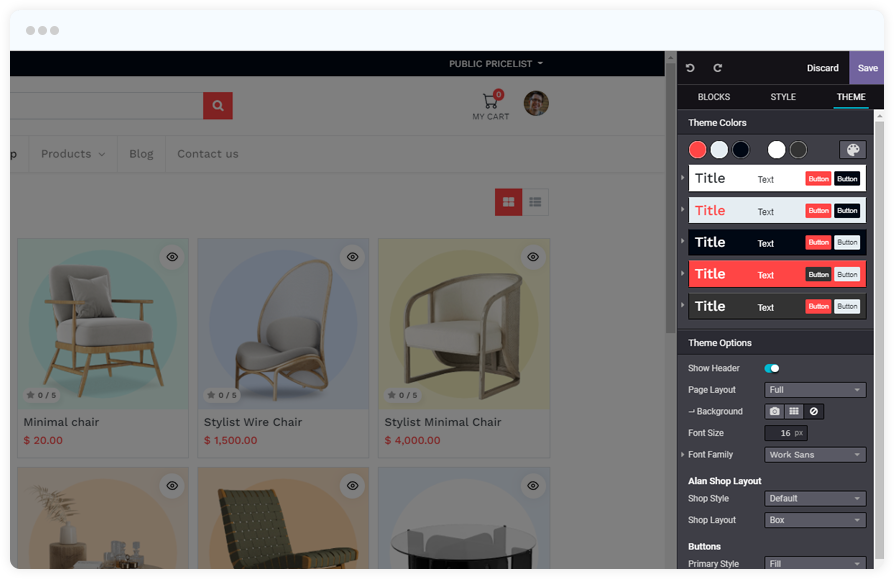 PUBLIC PRICELIST
Discard
Save
BLOCKS
STYLE
THEME
0
MY CART
p
Products
Blog
Contact us
Theme Colors
Title Text Button Button
Title Text Button Button
Title Text Button Button
Title Text Button Button
Title Text Button Button
0 / 5
0 / 5
0 / 5
Minimal chair
$ 20.00
Stylist Wire Chair
$ 1,500.00
Stylist Minimal Chair
$ 4,000.00
Theme Options
Show Header
Page Layout Full
Background
Font Size 16 px
Font Family Work Sans
Alan Shop Layout
Shop Style Default
Shop Layout Box
Buttons
Primary Style Fill